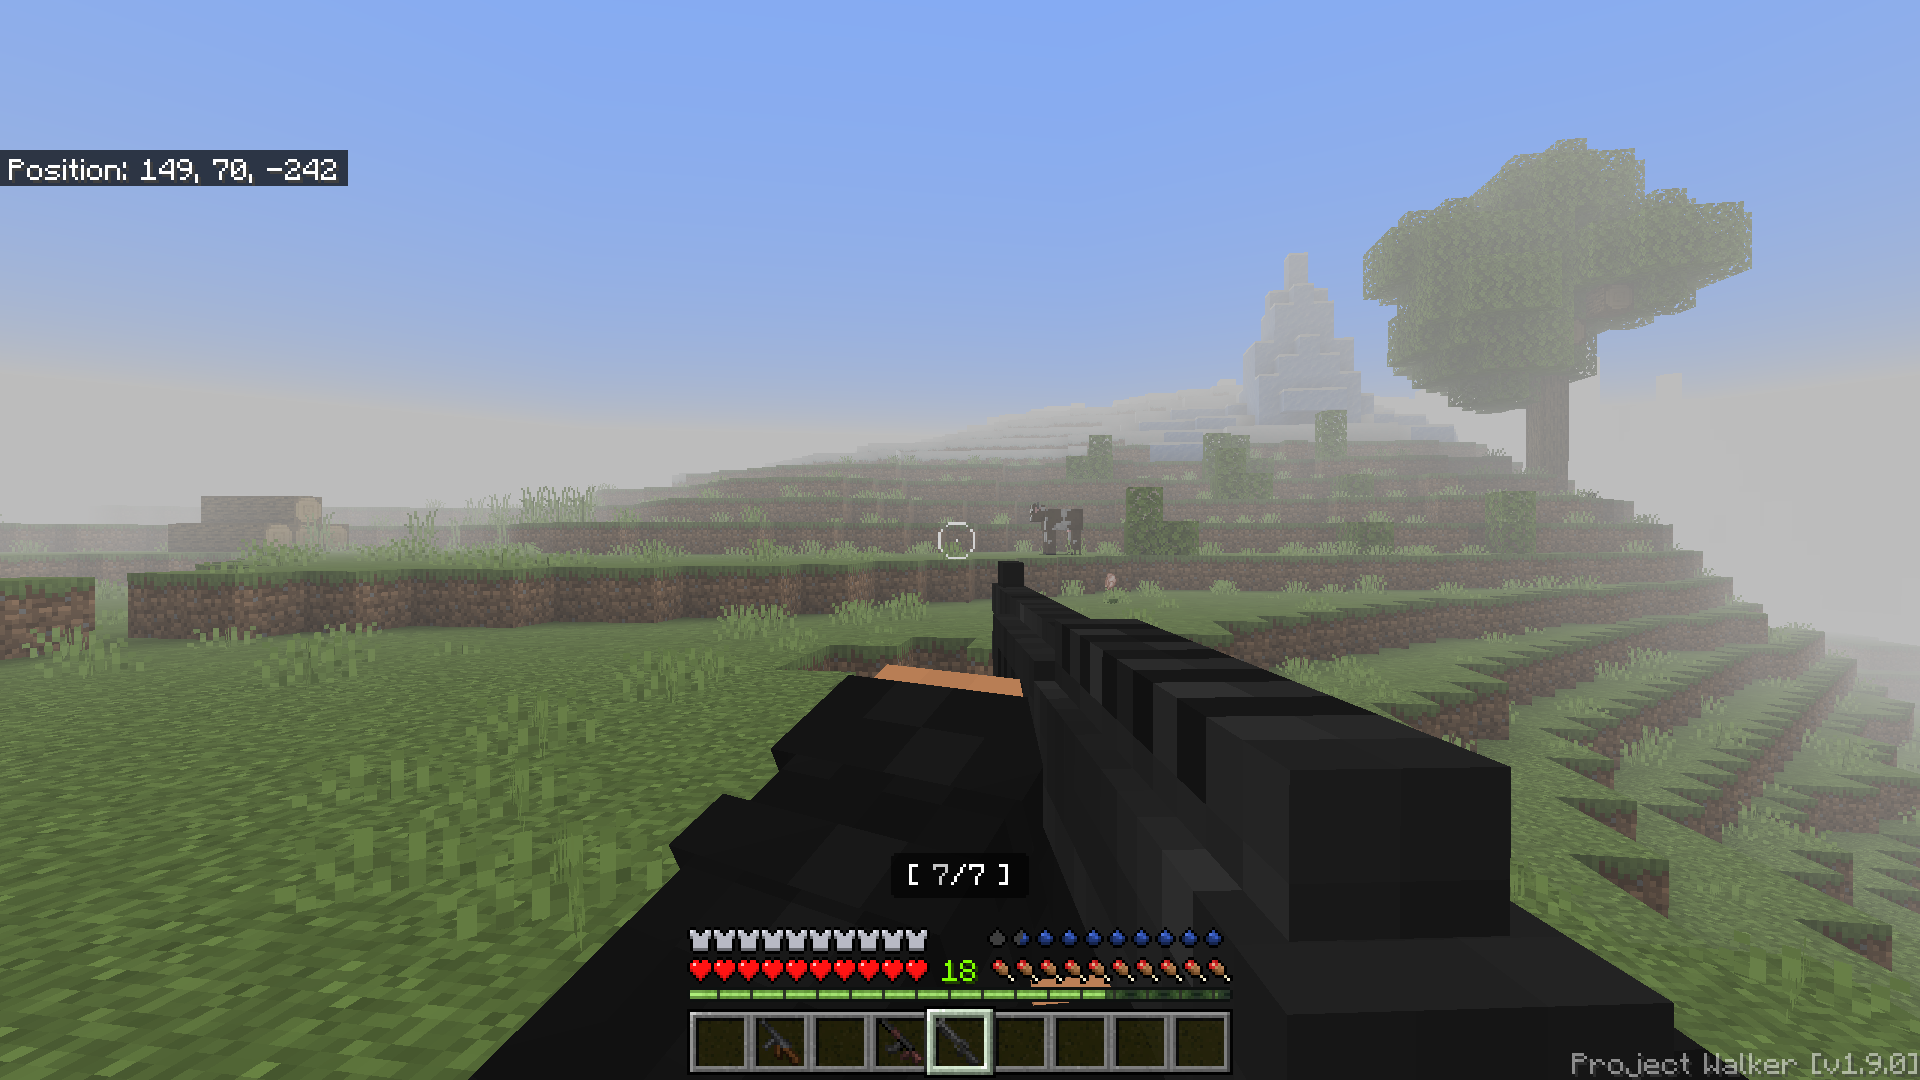 Position: 149, 70, -242
[ 7/7 ]
18
Project Walker [v1.9.0]